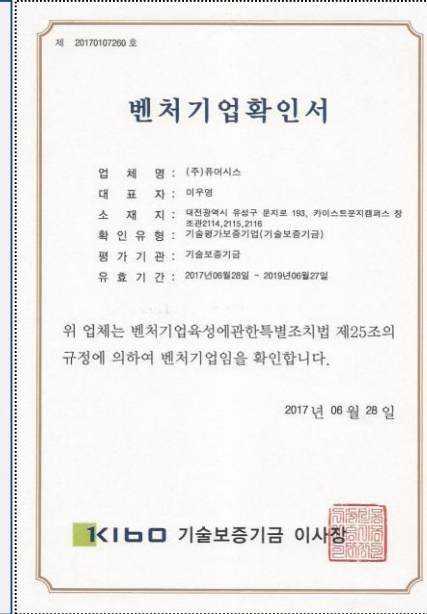 제 20170107260 호
벤처기업확인서
업 체 명 : (주)퓨어시스
대 표 자 : 이우영
소 재 지 : 대전광역시 유성구 문지로 193, 카이스트문지캠퍼스 창
조관2114,2115,2116
확 인 유 형 : 기술평가보증기업(기술보증기금)
평 가 기 관 : 기술보증기금
유 효 기 간 : 2017년06월28일 ~ 2019년06월27일
위 업체는 벤처기업육성에관한특별조치법 제25조의
규정에 의하여 벤처기업임을 확인합니다.
2017 년 06 월 28 일
KIBO 기술보증기금 이사장